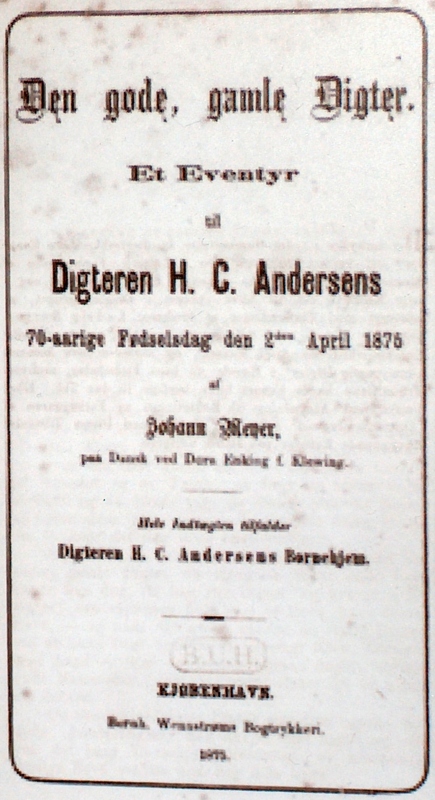 Den gode, gamle Digter.
Et Eventyr
til
Digteren H. C. Andersens
70-aarige Fødselsdag den 2den April 1875
af
Johann Meyer,
paa Dansk ved Dora Enking f. Klewing.
Hele Indtægten tilfalder
Digteren H. C. Andersens Børnehjem.
B.U.H.
KJØBENHAVN.
Bernh. Wennstrøms Bogtrykkeri.
1875.